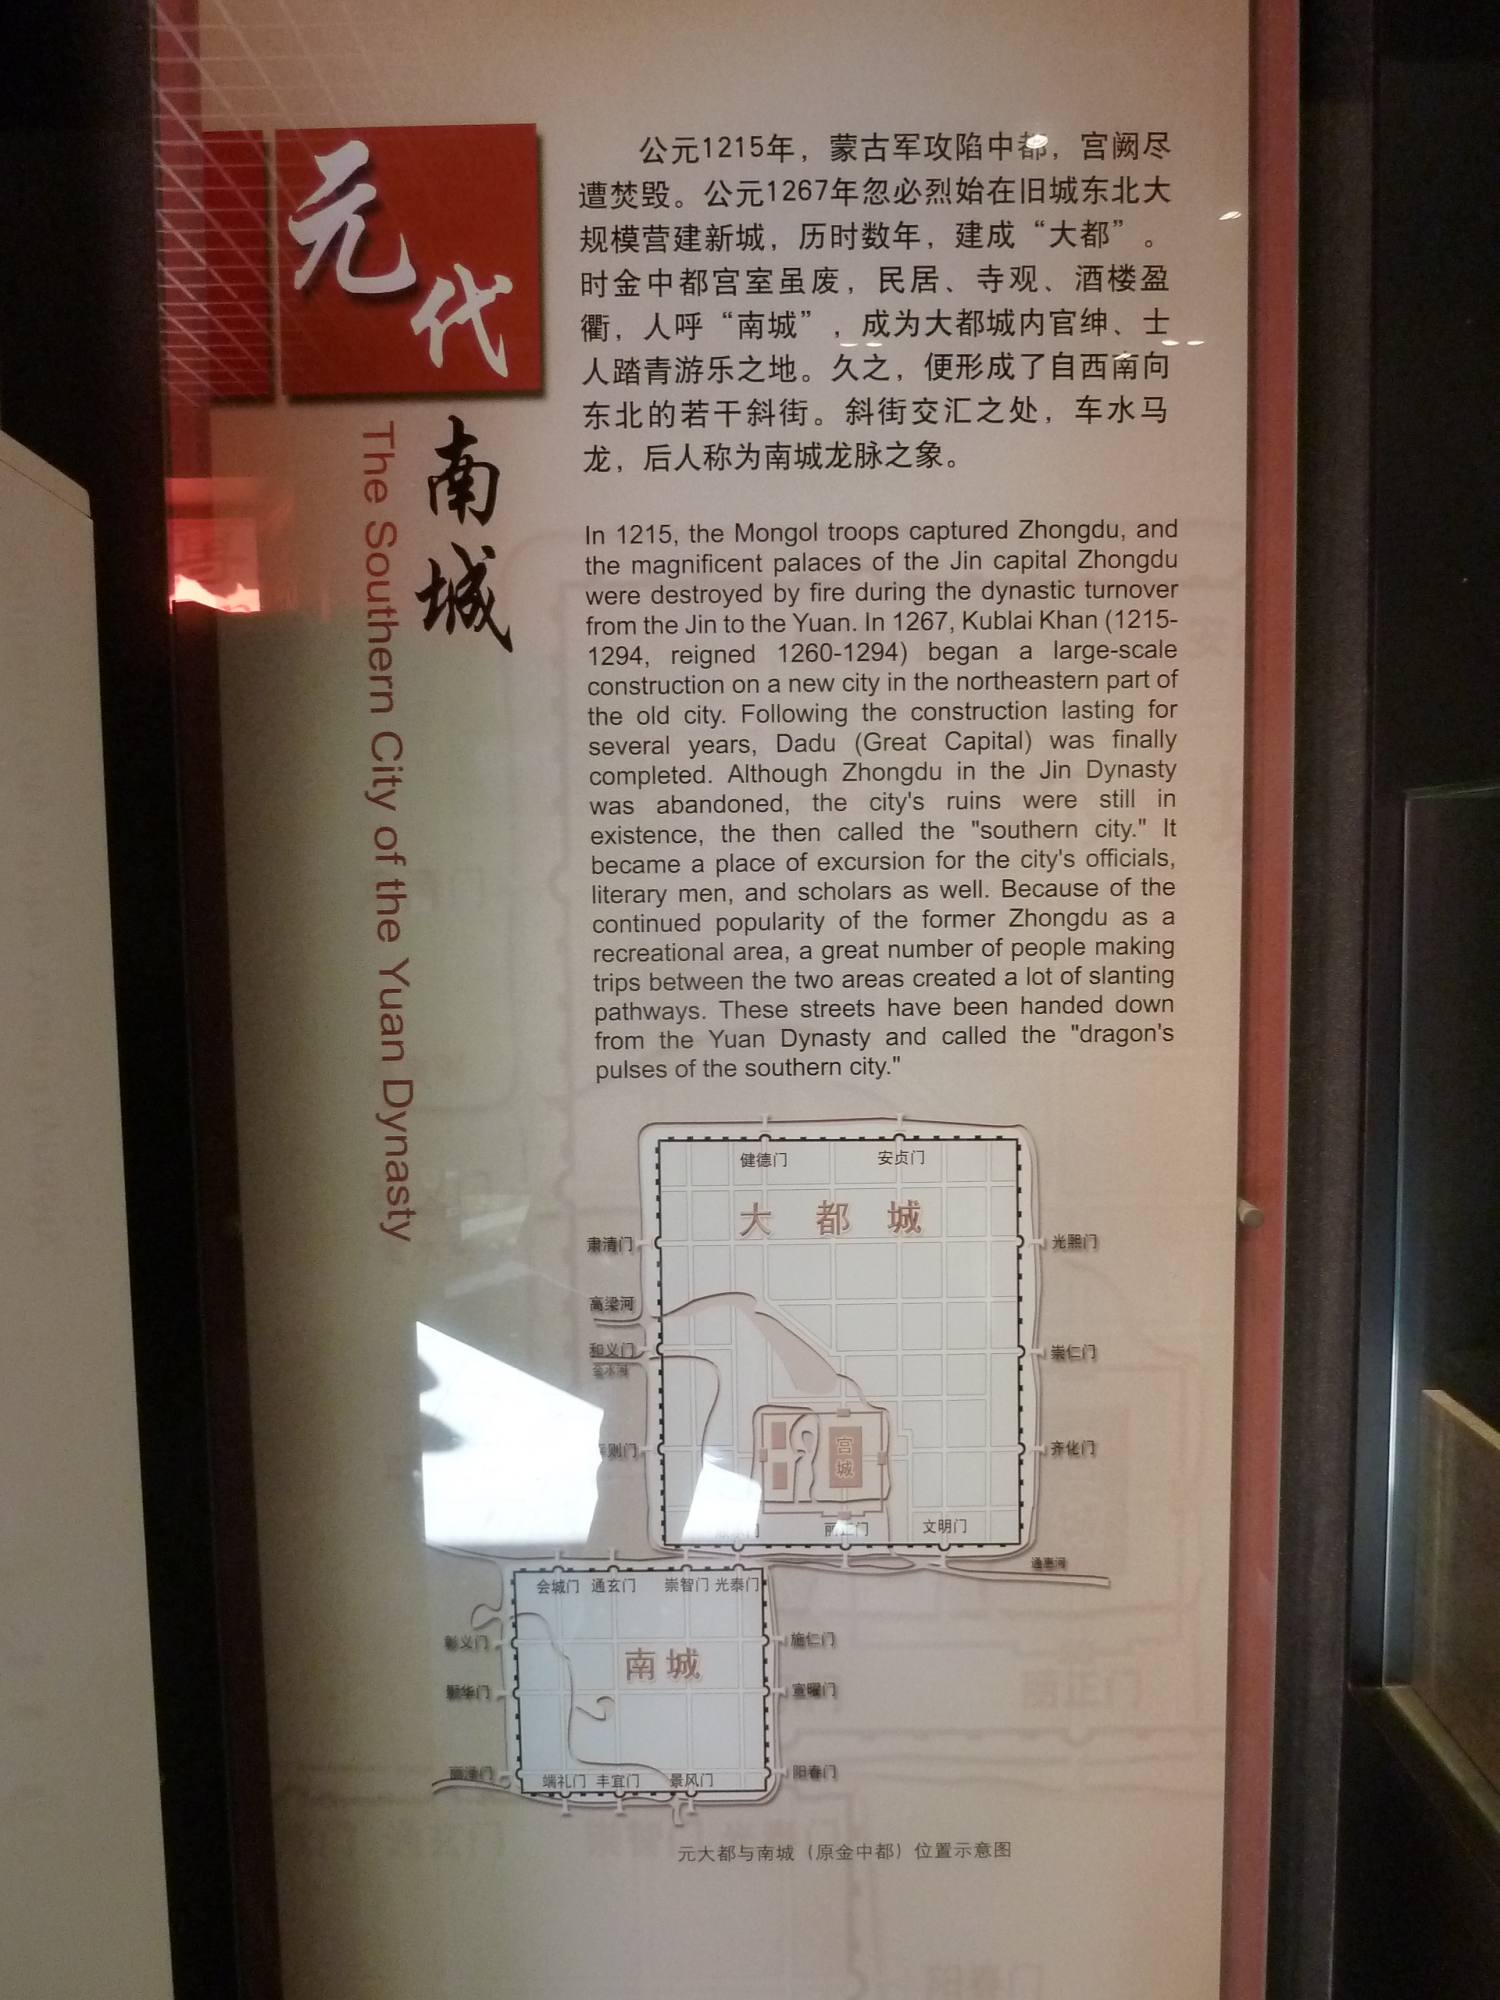 元代
南城
The Southern City of the Yuan Dynasty
公元1215年，蒙古军攻陷中都，宫阙尽
遭焚毁。公元1267年忽必烈始在旧城东北大
规模营建新城，历时数年，建成“大都”。
时金中都宫室虽废，民居、寺观、酒楼盈
衢，人呼“南城”，成为大都城内官绅、士
人踏青游乐之地。久之，便形成了自西南向
东北的若干斜街。斜街交汇之处，车水马
龙，后人称为南城龙脉之象。
In 1215, the Mongol troops captured Zhongdu, and
the magnificent palaces of the Jin capital Zhongdu
were destroyed by fire during the dynastic turnover
from the Jin to the Yuan. In 1267, Kublai Khan (1215-
1294, reigned 1260-1294) began a large-scale
construction on a new city in the northeastern part of
the old city. Following the construction lasting for
several years, Dadu (Great Capital) was finally
completed. Although Zhongdu in the Jin Dynasty
was abandoned, the city's ruins were still in
existence, the then called the "southern city." It
became a place of excursion for the city's officials,
literary men, and scholars as well. Because of the
continued popularity of the former Zhongdu as a
recreational area, a great number of people making
trips between the two areas created a lot of slanting
pathways. These streets have been handed down
from the Yuan Dynasty and called the "dragon's
pulses of the southern city."
健德门 安贞门
大都城
肃清门 光熙门
高梁河
和义门 崇仁门
金水河
则门 齐化门
宫城
丽正门 文明门
通惠河
会城门 通玄门 崇智门 光泰门
彰义门 施仁门
南城
颢华门 宣曜门
丽泽门 阳春门
端礼门 丰宜门 景风门
元大都与南城（原金中都）位置示意图